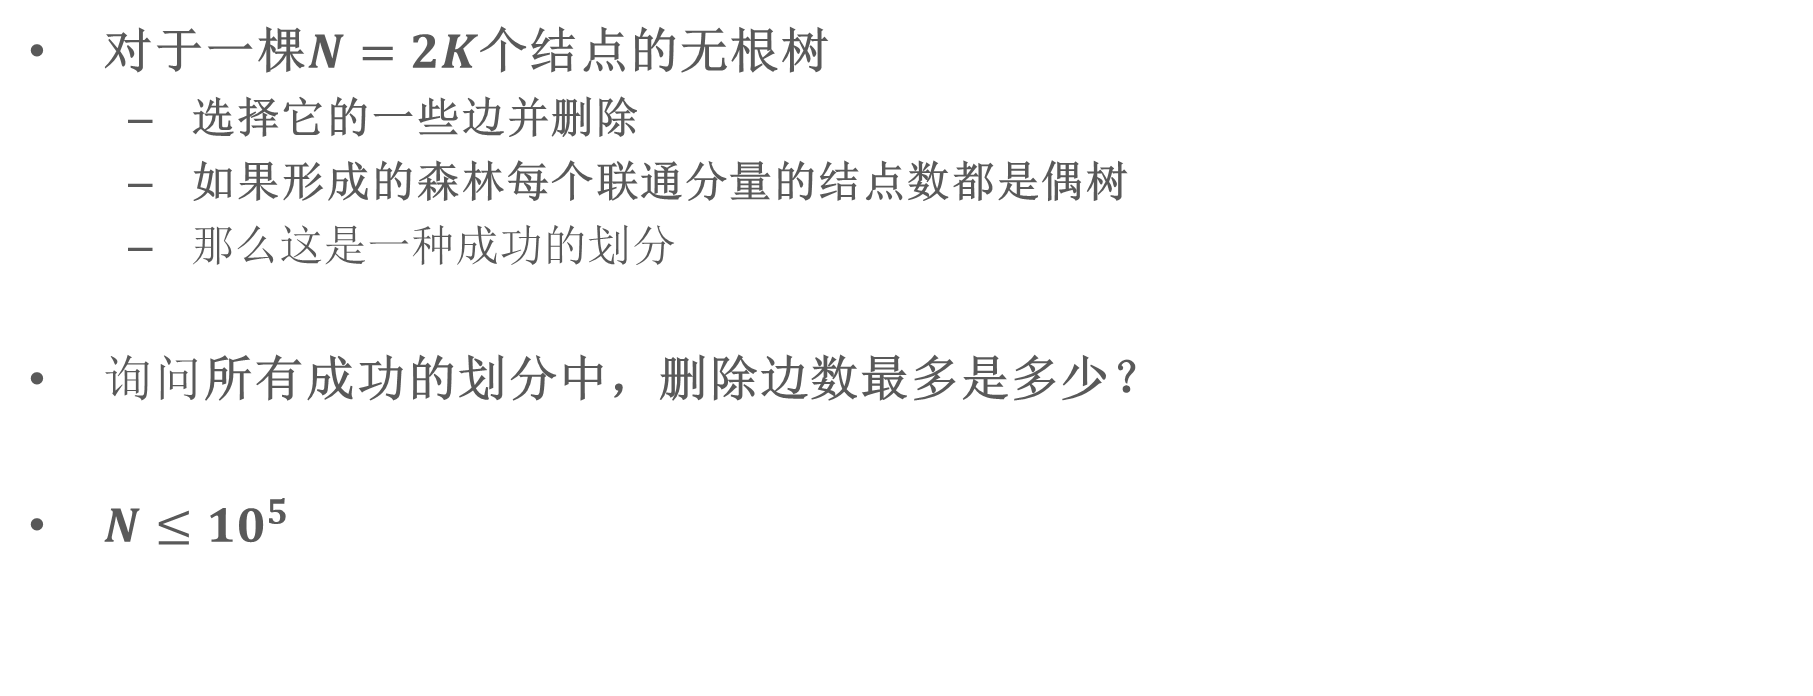 • 对于一棵N = 2K个结点的无根树
– 选择它的一些边并删除
– 如果形成的森林每个联通分量的结点数都是偶树
– 那么这是一种成功的划分
• 询问所有成功的划分中，删除边数最多是多少？
• N ≤ 10⁵